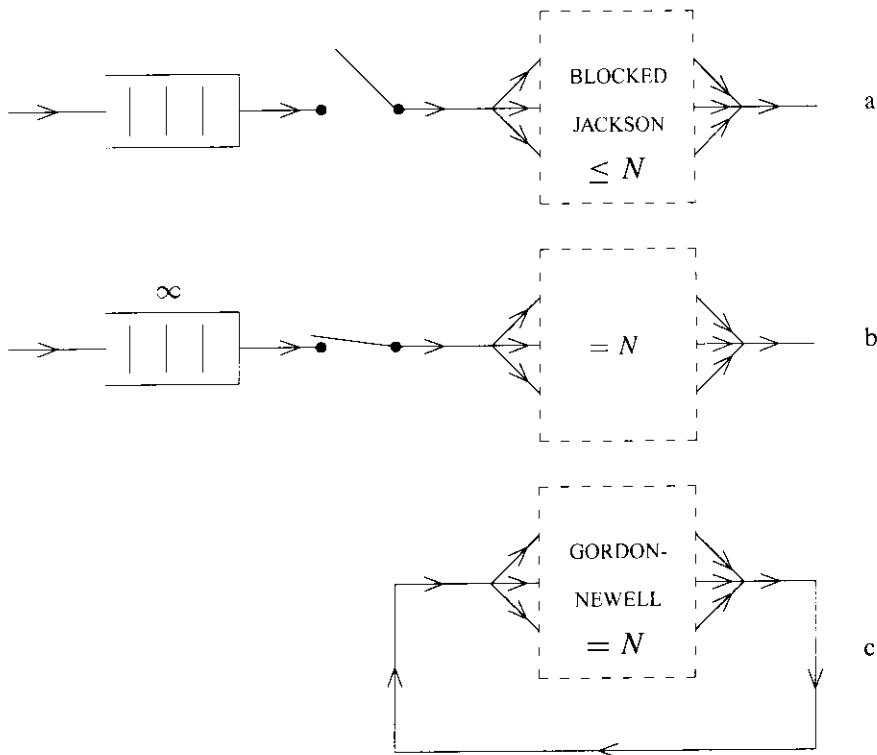 BLOCKED
JACKSON
≤ N
a
∞
= N
b
GORDON-
NEWELL
= N
c